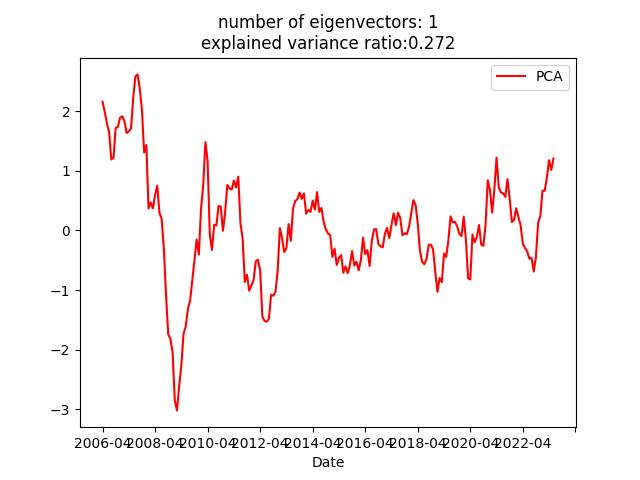 number of eigenvectors: 1
explained variance ratio:0.272
PCA
2
1
0
−1
−2
−3
2006-04 2008-04 2010-04 2012-04 2014-04 2016-04 2018-04 2020-04 2022-04
Date